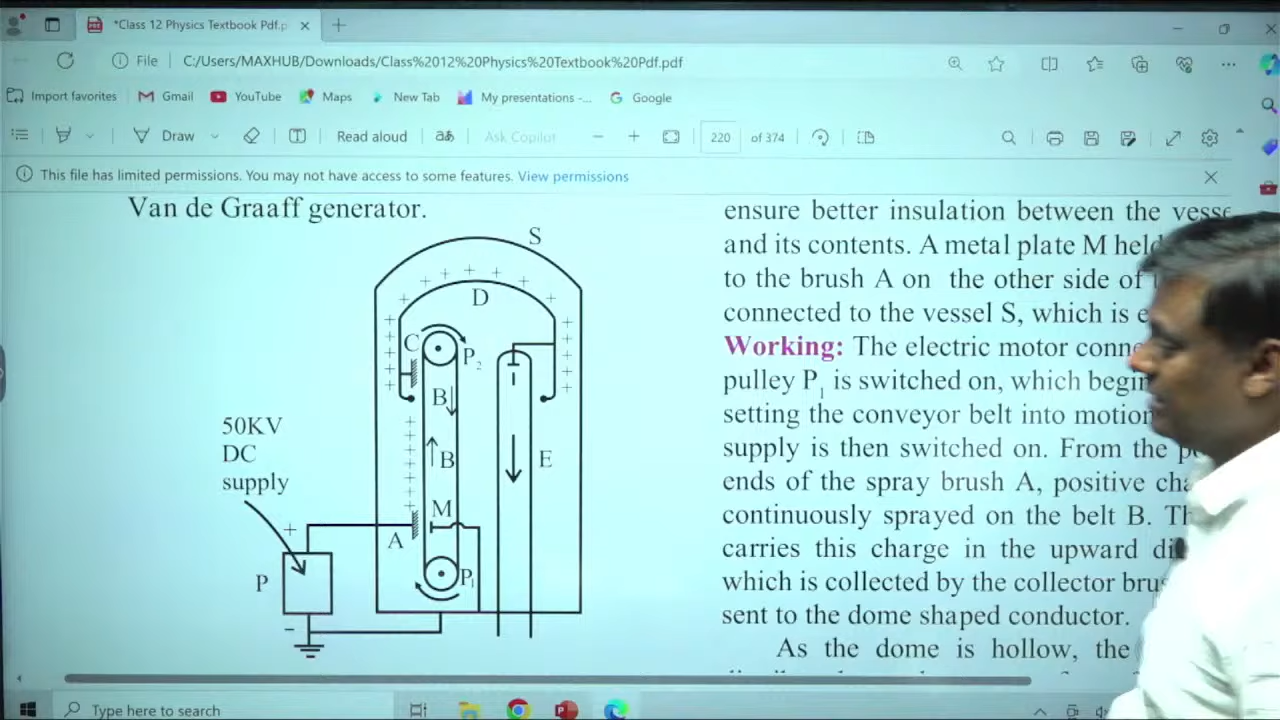 *Class 12 Physics Textbook Pdf.p
File
C:/Users/MAXHUB/Downloads/Class%2012%20Physics%20Textbook%20Pdf.pdf
Import favorites
Gmail
YouTube
Maps
New Tab
My presentations -...
Google
Draw
Read aloud
Ask Copilot
220
of 374
This file has limited permissions. You may not have access to some features. View permissions
Van de Graaff generator.
S
D
C
P2
B
50KV
DC
supply
B
E
M
+
A
P
P1
−
ensure better insulation between the
and its contents. A metal plate M held
to the brush A on the other side of
connected to the vessel S, which is
Working: The electric motor
pulley P1 is switched on, which
setting the conveyor belt into motion
supply is then switched on. From the
ends of the spray brush A, positive
continuously sprayed on the belt B.
carries this charge in the upward
which is collected by the collector
sent to the dome shaped conductor.
As the dome is hollow, the
Type here to search